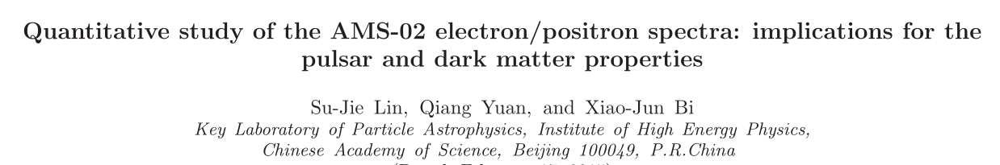 Quantitative study of the AMS-02 electron/positron spectra: implications for the
pulsar and dark matter properties
Su-Jie Lin, Qiang Yuan, and Xiao-Jun Bi
Key Laboratory of Particle Astrophysics, Institute of High Energy Physics,
Chinese Academy of Science, Beijing 100049, P.R.China